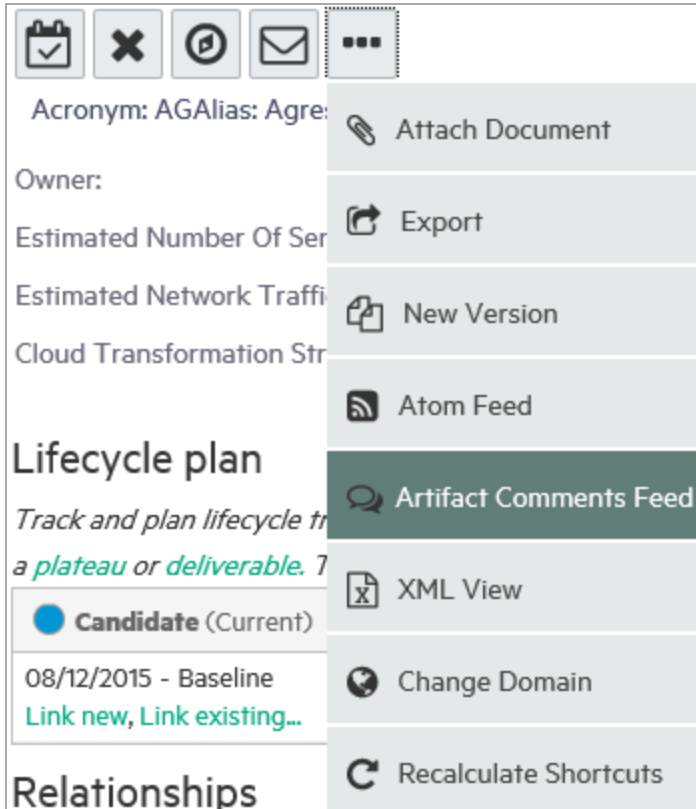 Acronym: AGAlias: Agre
Owner:
Estimated Number Of Ser
Estimated Network Traffi
Cloud Transformation Str
Lifecycle plan
Track and plan lifecycle tr
a plateau or deliverable. T
Candidate (Current)
08/12/2015 - Baseline
Link new, Link existing...
Relationships
Attach Document
Export
New Version
Atom Feed
Artifact Comments Feed
XML View
Change Domain
Recalculate Shortcuts